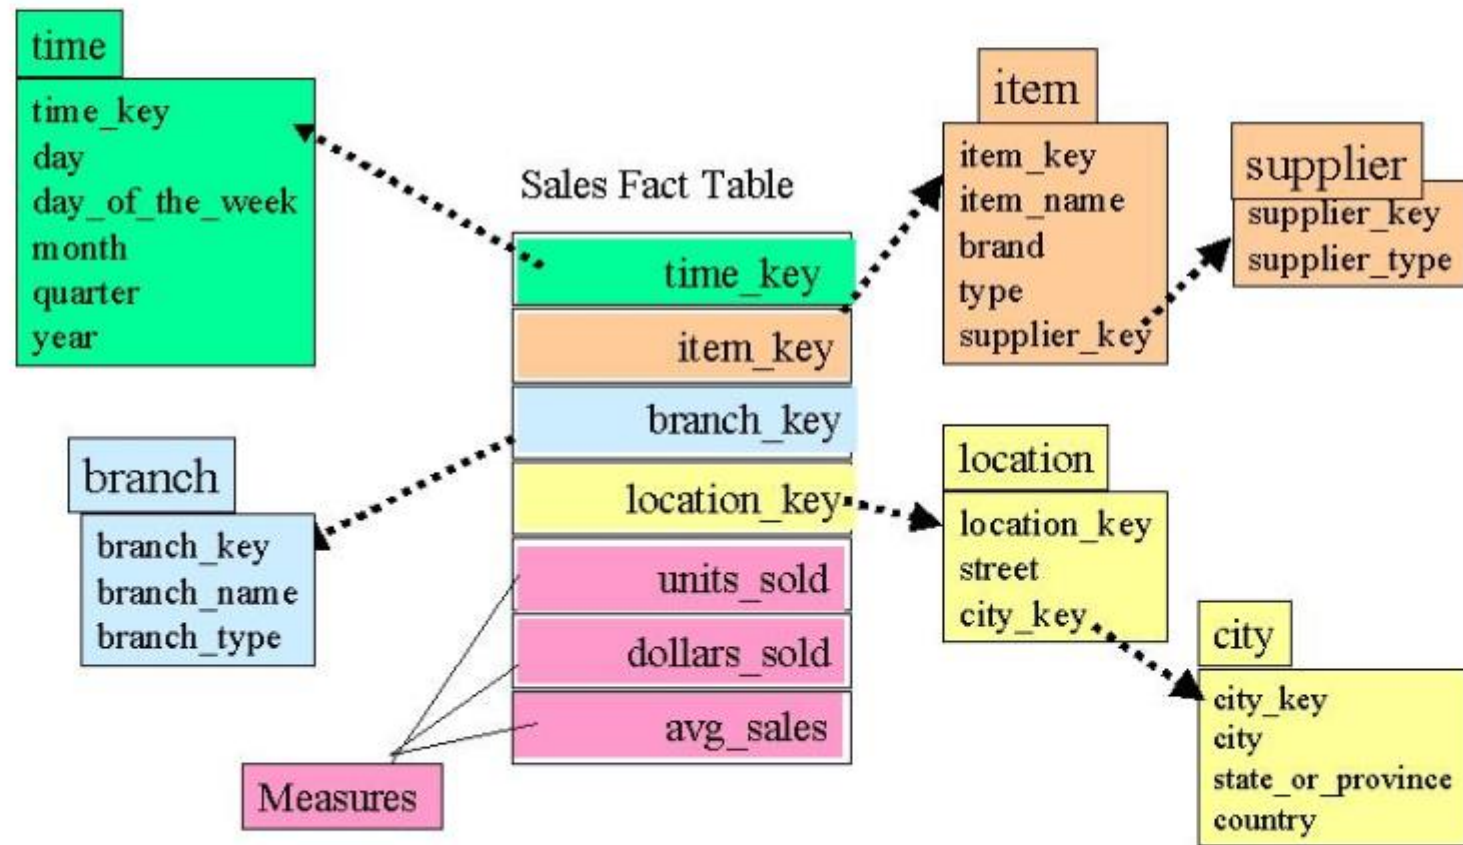 time
time_key
day
day_of_the_week
month
quarter
year
Sales Fact Table
time_key
item_key
branch_key
location_key
units_sold
dollars_sold
avg_sales
Measures
branch
branch_key
branch_name
branch_type
item
item_key
item_name
brand
type
supplier_key
supplier
supplier_key
supplier_type
location
location_key
street
city_key
city
city_key
city
state_or_province
country